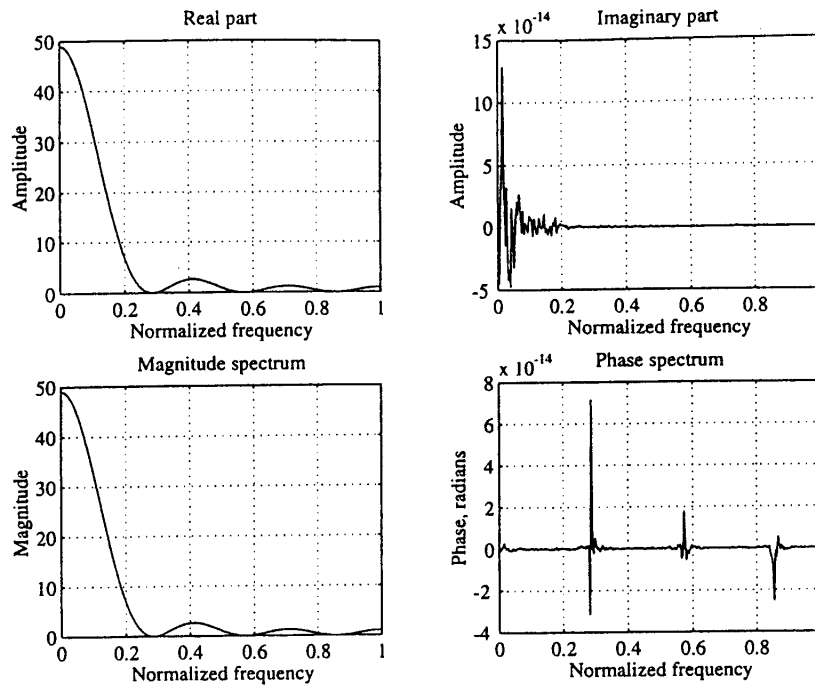 Real part
50
40
30
20
10
0
Amplitude
0 0.2 0.4 0.6 0.8 1
Normalized frequency
Imaginary part
x 10^-14
15
10
5
0
-5
Amplitude
0 0.2 0.4 0.6 0.8
Normalized frequency
Magnitude spectrum
50
40
30
20
10
0
Magnitude
0 0.2 0.4 0.6 0.8 1
Normalized frequency
Phase spectrum
x 10^-14
8
6
4
2
0
-2
-4
Phase, radians
0 0.2 0.4 0.6 0.8
Normalized frequency